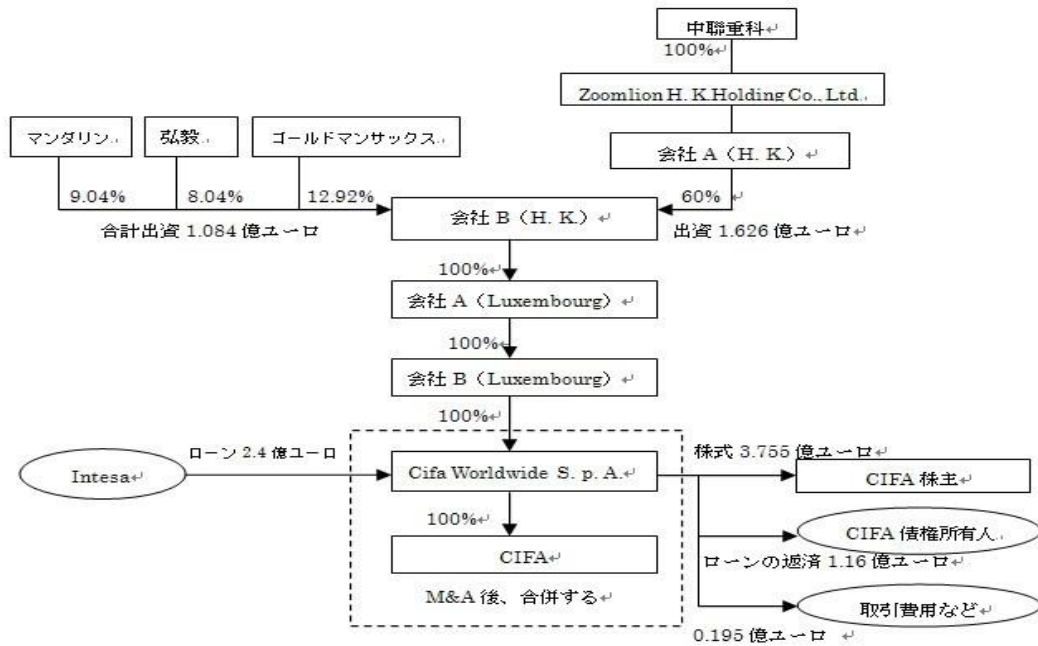 中聯重科
100%
Zoomlion H. K.Holding Co., Ltd.
マンダリン
弘毅
ゴールドマンサックス
会社 A（H. K.）
9.04%
8.04%
12.92%
60%
会社 B（H. K.）
合計出資 1.084 億ユーロ
出資 1.626 億ユーロ
100%
会社 A（Luxembourg）
100%
会社 B（Luxembourg）
100%
ローン 2.4 億ユーロ
株式 3.755 億ユーロ
Intesa
Cifa Worldwide S. p. A.
CIFA 株主
100%
CIFA
CIFA 債権所有人
ローンの返済 1.16 億ユーロ
M&A 後、合併する
取引費用など
0.195 億ユーロ